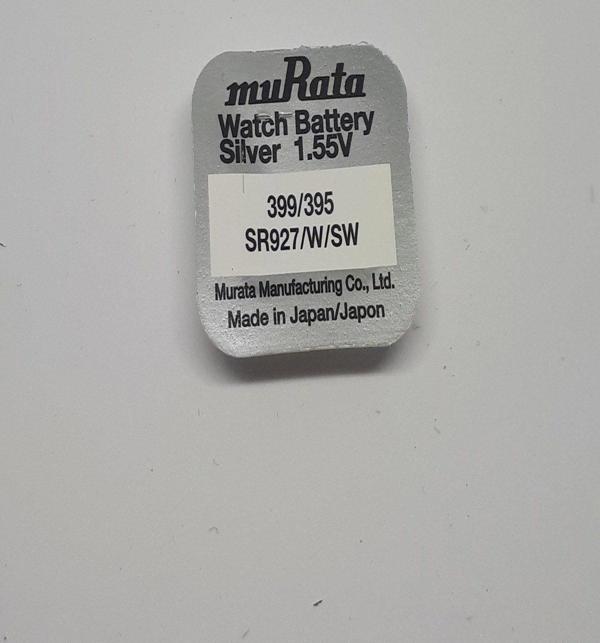 muRata
Watch Battery
Silver 1.55V
399/395
SR927/W/SW
Murata Manufacturing Co., Ltd.
Made in Japan/Japon